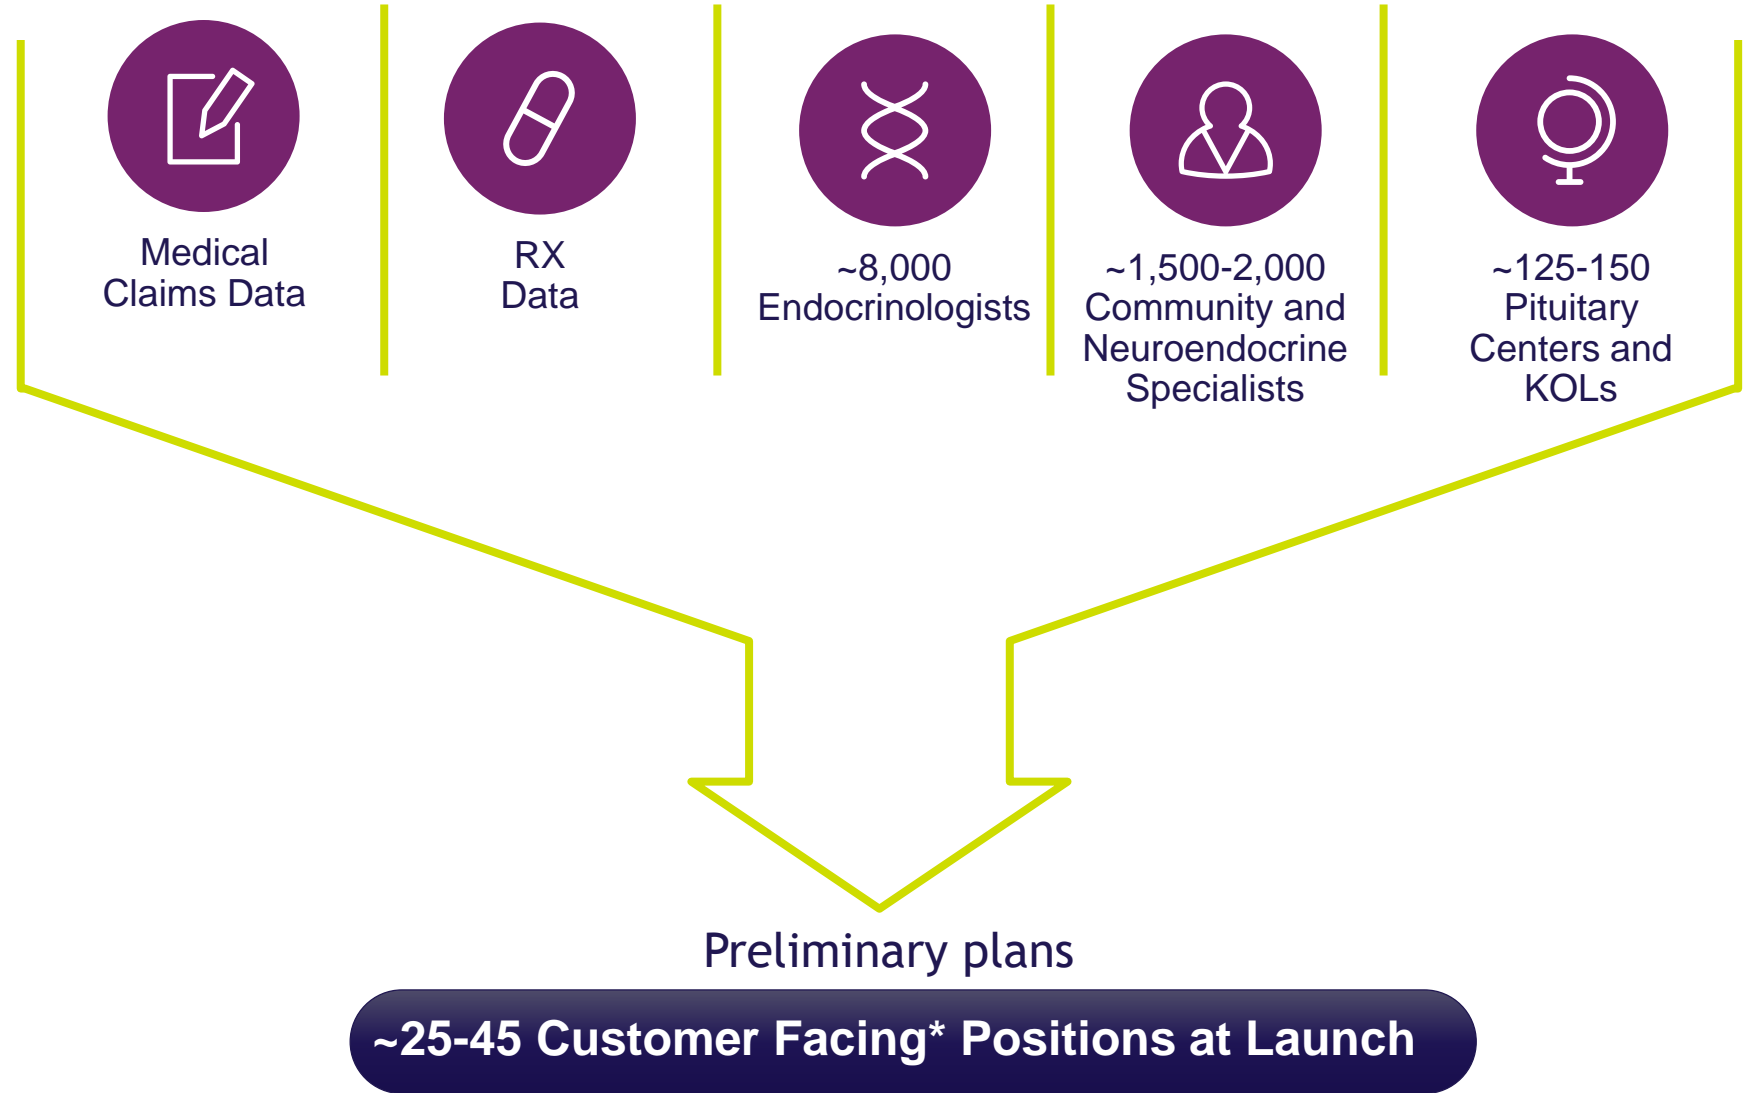 Medical
Claims Data
RX
Data
~8,000
Endocrinologists
~1,500-2,000
Community and
Neuroendocrine
Specialists
~125-150
Pituitary
Centers and
KOLs
Preliminary plans
~25-45 Customer Facing* Positions at Launch